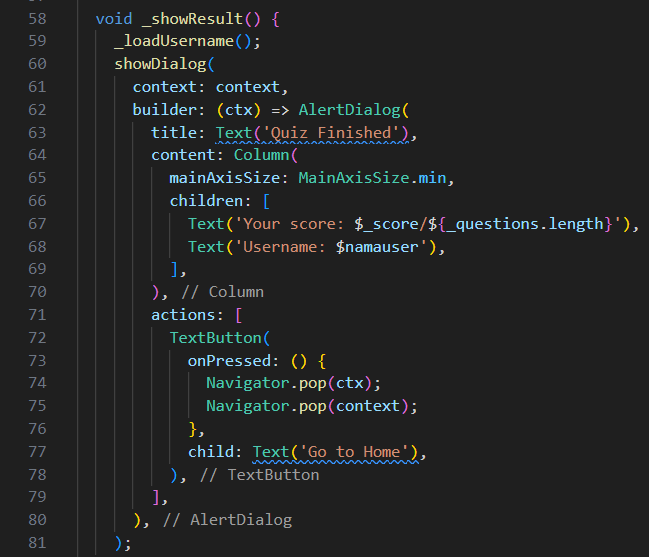 58 void _showResult() {
59 _loadUsername();
60 showDialog(
61 context: context,
62 builder: (ctx) => AlertDialog(
63 title: Text('Quiz Finished'),
64 content: Column(
65 mainAxisSize: MainAxisSize.min,
66 children: [
67 Text('Your score: $_score/${_questions.length}'),
68 Text('Username: $namauser'),
69 ],
70 ), // Column
71 actions: [
72 TextButton(
73 onPressed: () {
74 Navigator.pop(ctx);
75 Navigator.pop(context);
76 },
77 child: Text('Go to Home'),
78 ), // TextButton
79 ],
80 ), // AlertDialog
81 );